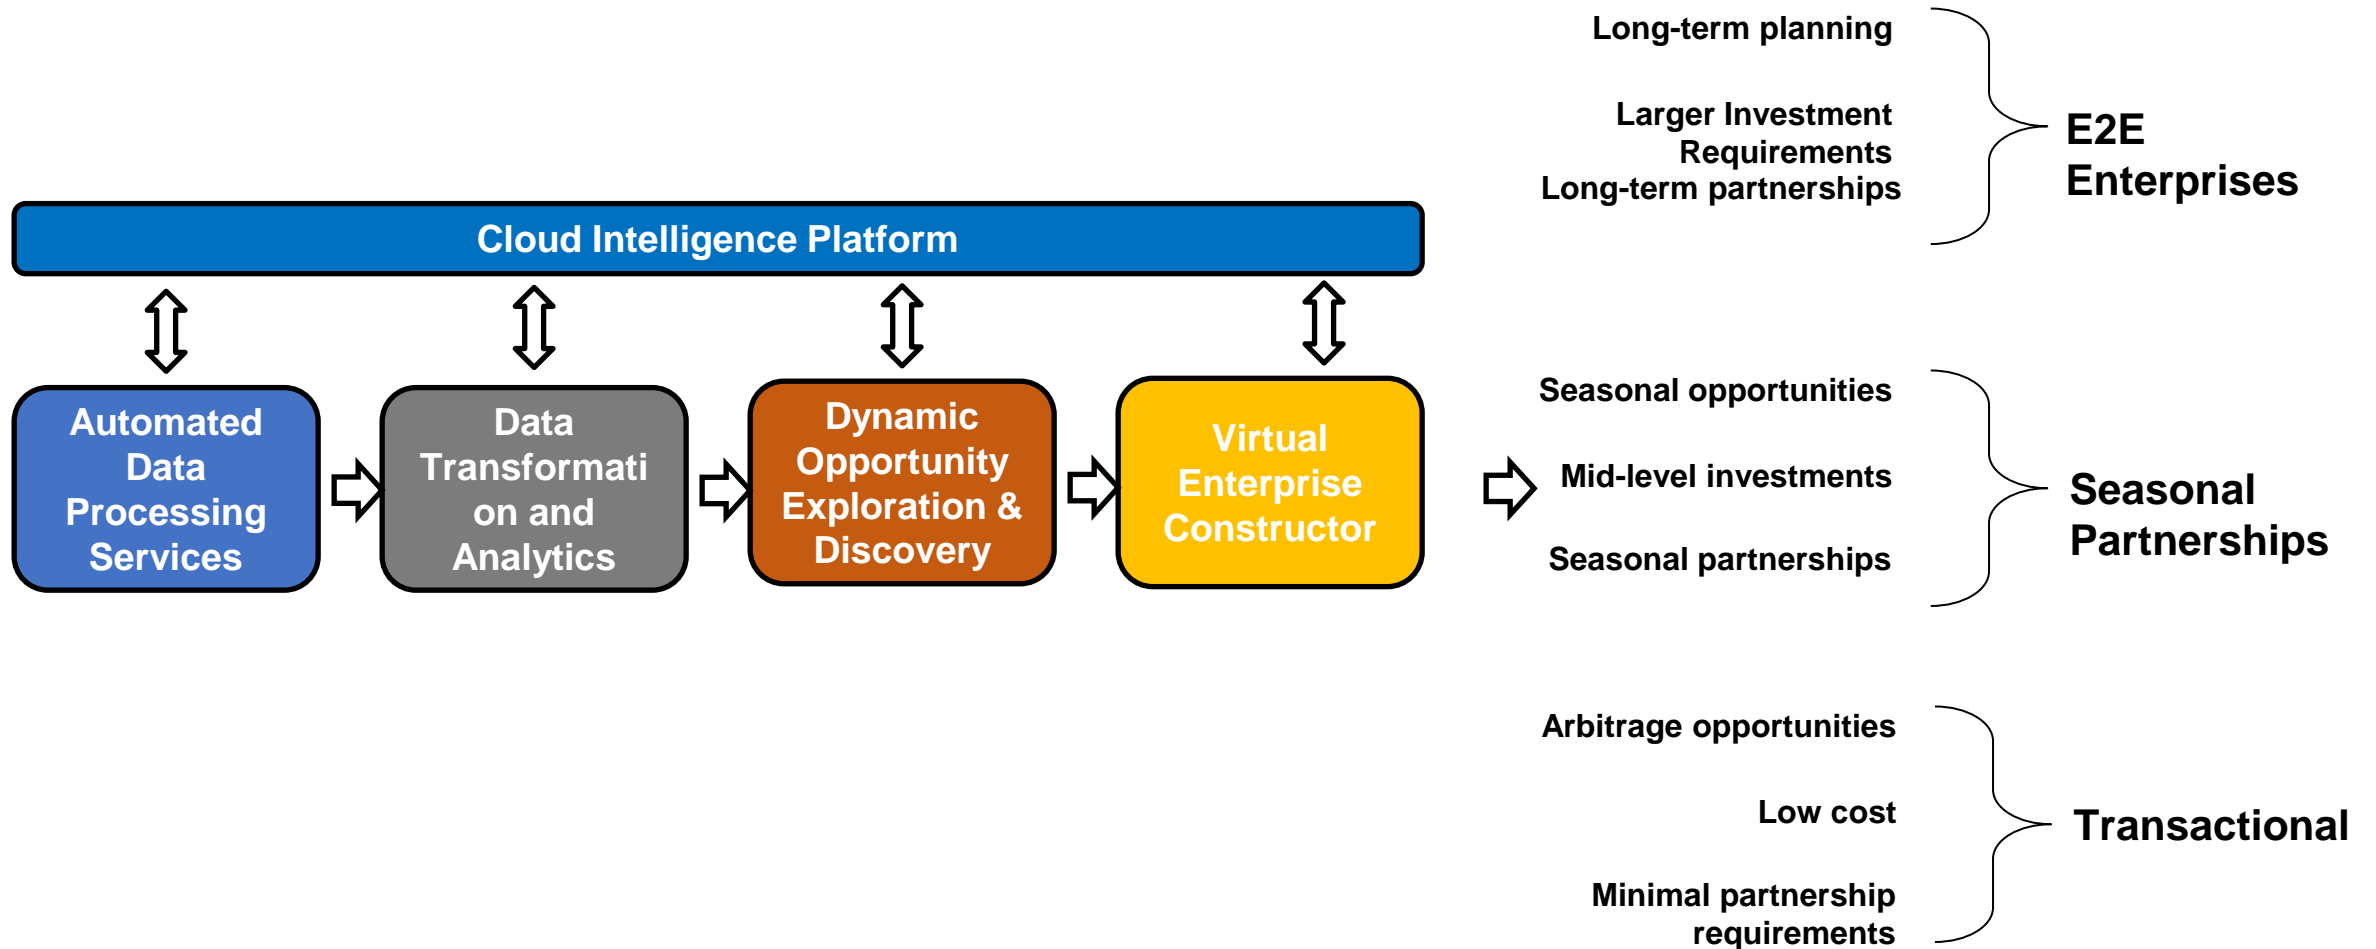 Long-term planning
Larger Investment
Requirements
Long-term partnerships
E2E
Enterprises
Cloud Intelligence Platform
Automated
Data
Processing
Services
Data
Transformati
on and
Analytics
Dynamic
Opportunity
Exploration &
Discovery
Virtual
Enterprise
Constructor
Seasonal opportunities
Mid-level investments
Seasonal partnerships
Seasonal
Partnerships
Arbitrage opportunities
Low cost
Minimal partnership
requirements
Transactional